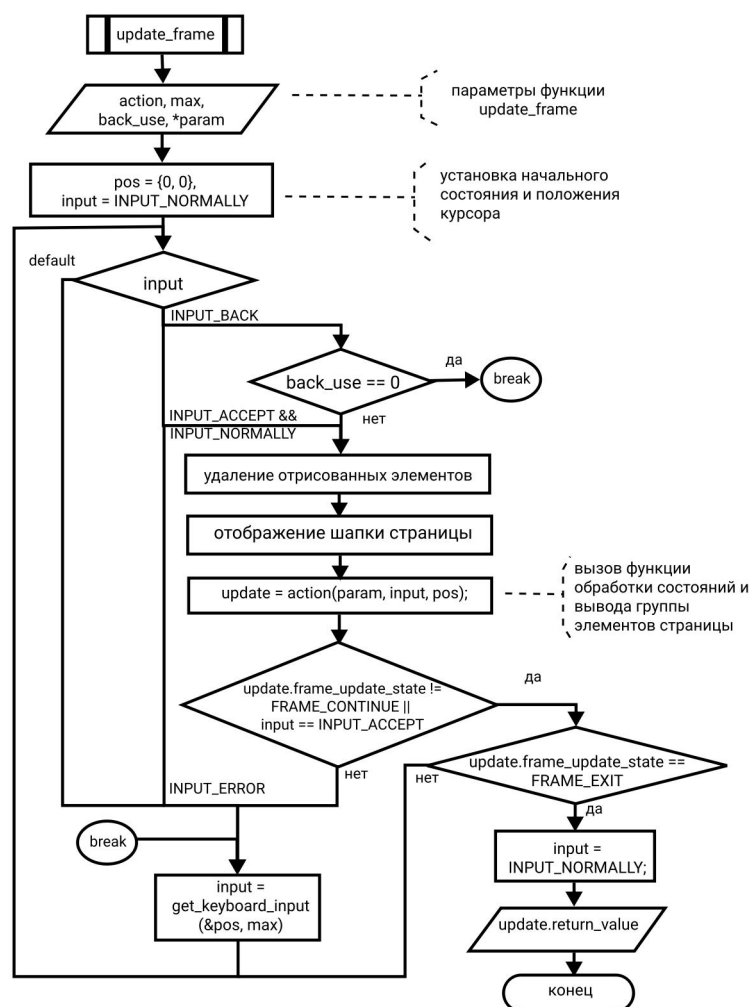 update_frame
action, max,
back_use, *param
параметры функции
update_frame
pos = {0, 0},
input = INPUT_NORMALLY
установка начального
состояния и положения
курсора
default
input
INPUT_BACK
back_use == 0
да
break
нет
INPUT_ACCEPT &&
INPUT_NORMALLY
удаление отрисованных элементов
отображение шапки страницы
update = action(param, input, pos);
вызов функции
обработки состояний и
вывода группы
элементов страницы
update.frame_update_state !=
FRAME_CONTINUE ||
input == INPUT_ACCEPT
да
нет
update.frame_update_state ==
FRAME_EXIT
нет
да
INPUT_ERROR
break
input =
get_keyboard_input
(&pos, max)
input =
INPUT_NORMALLY;
update.return_value
конец